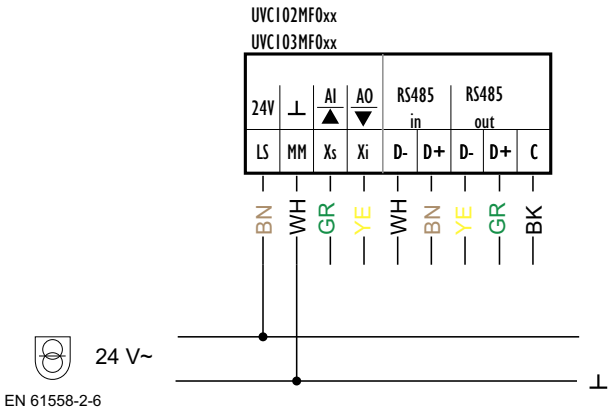 UVC102MF0xx
UVC103MF0xx
24V ⊥ AI AO RS485 in RS485 out
LS MM Xs Xi D- D+ D- D+ C
BN WH GR YE WH BN YE GR BK
24 V~
⊥
EN 61558-2-6